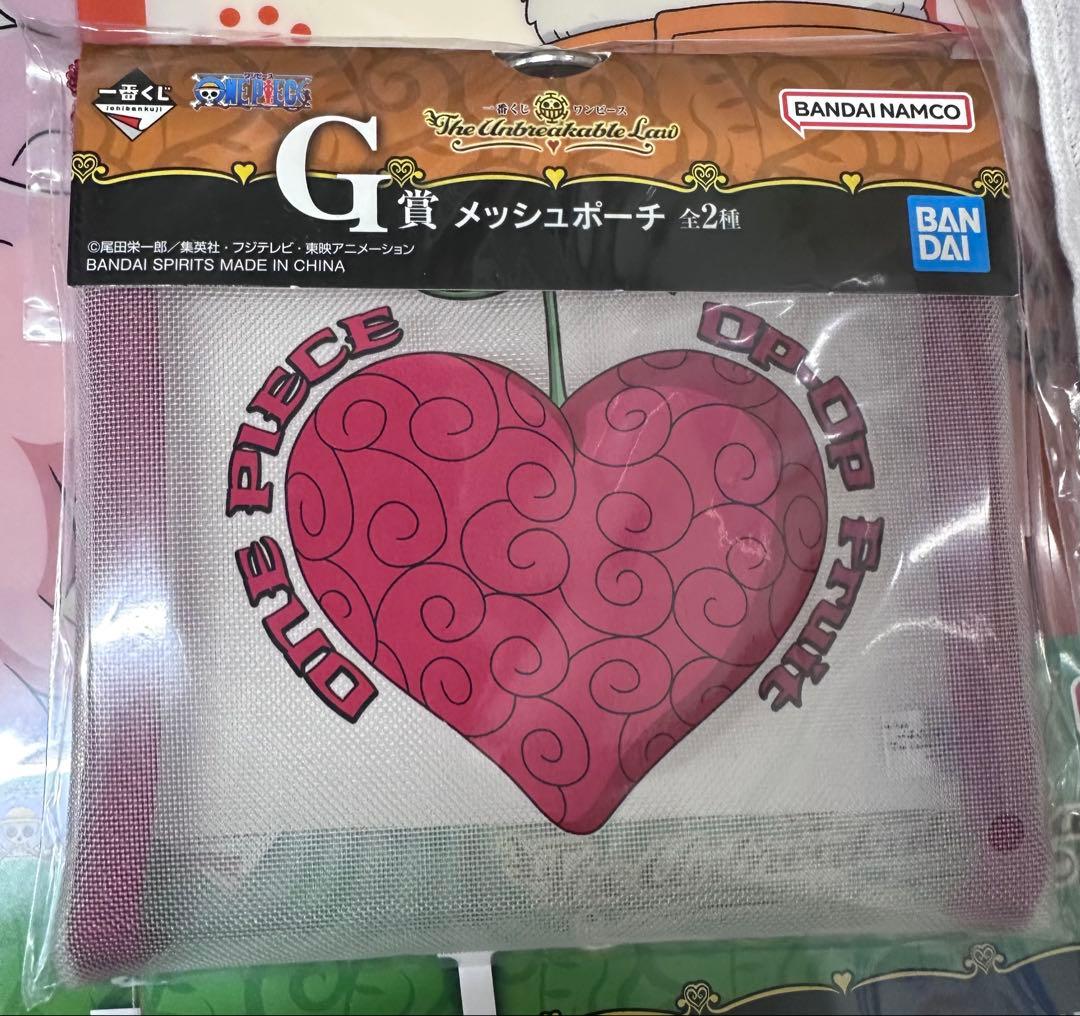 一番くじ
ichibankuji
ワンピース
ONE PIECE
一番くじ ワンピース
The Unbreakable Law
BANDAI NAMCO
G賞 メッシュポーチ 全2種
©尾田栄一郎／集英社・フジテレビ・東映アニメーション
BANDAI SPIRITS MADE IN CHINA
BAN
DAI
ONE PIECE
OP-OP Fruit